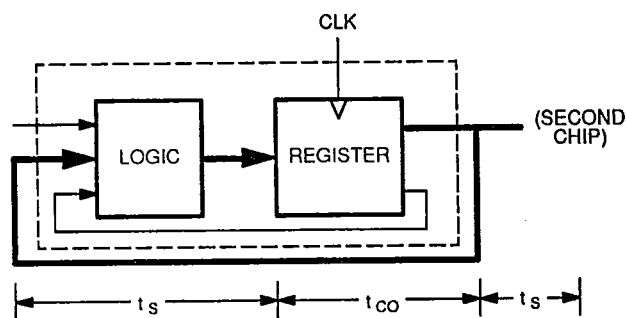 CLK
(SECOND
CHIP)
LOGIC
REGISTER
tS
tCO
tS